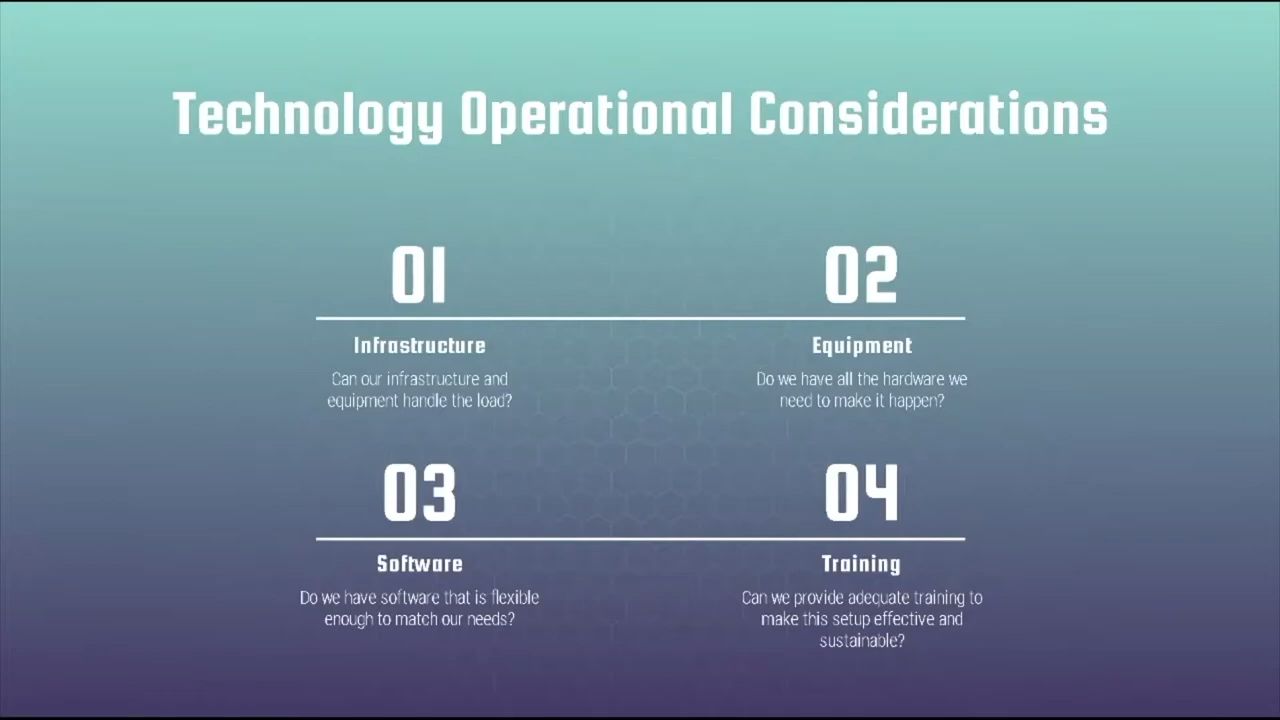 Technology Operational Considerations
01
Infrastructure
Can our infrastructure and
equipment handle the load?
02
Equipment
Do we have all the hardware we
need to make it happen?
03
Software
Do we have software that is flexible
enough to match our needs?
04
Training
Can we provide adequate training to
make this setup effective and
sustainable?